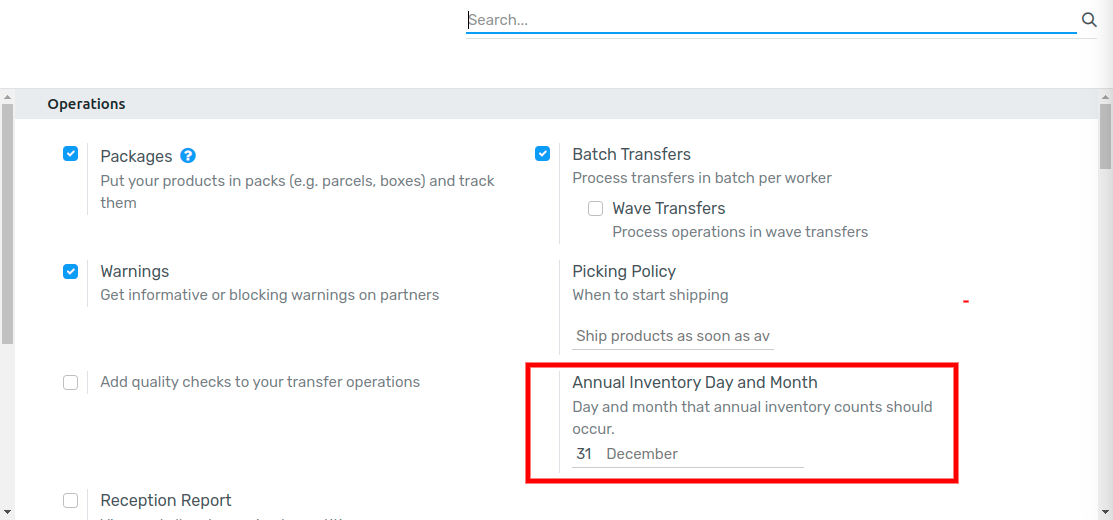 Search...
Operations
Packages ?
Put your products in packs (e.g. parcels, boxes) and track
them
Batch Transfers
Process transfers in batch per worker
Wave Transfers
Process operations in wave transfers
Warnings
Get informative or blocking warnings on partners
Picking Policy
When to start shipping
Ship products as soon as av
Add quality checks to your transfer operations
Annual Inventory Day and Month
Day and month that annual inventory counts should
occur.
31 December
Reception Report